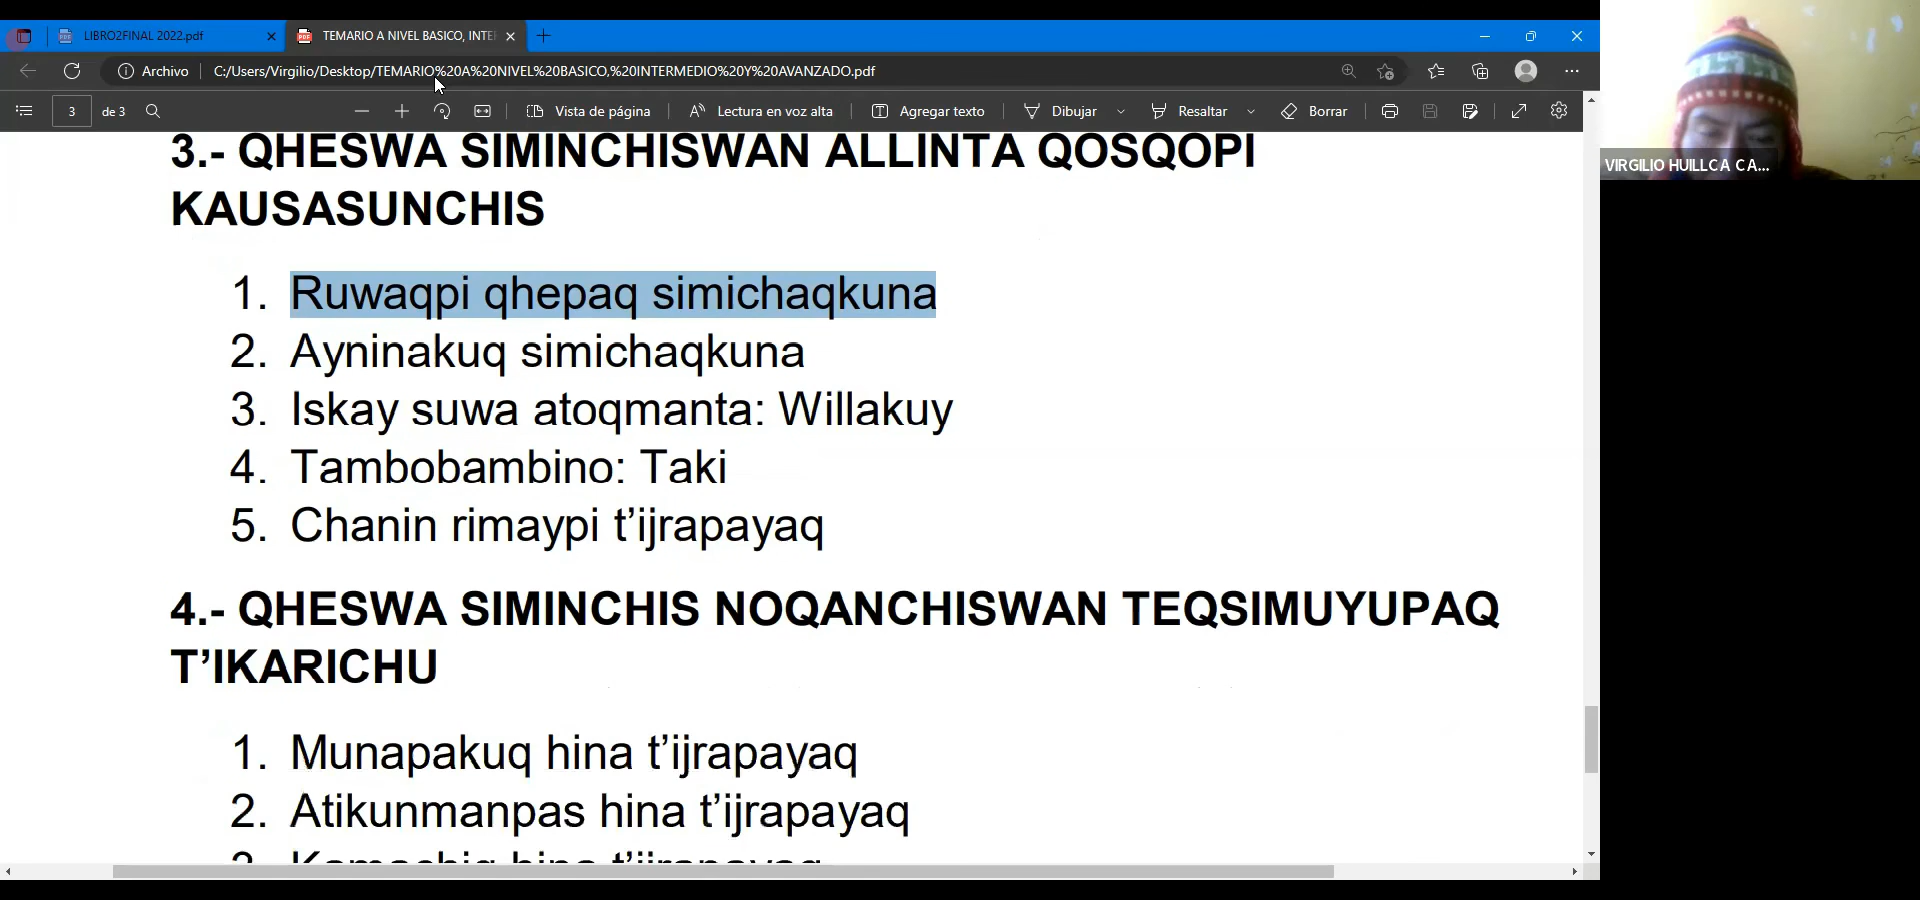 LIBRO2FINAL 2022.pdf
TEMARIO A NIVEL BASICO, INTE
Archivo
C:/Users/Virgilio/Desktop/TEMARIO%20A%20NIVEL%20BASICO,%20INTERMEDIO%20Y%20AVANZADO.pdf
3 de 3
Vista de página
Lectura en voz alta
Agregar texto
Dibujar
Resaltar
Borrar
VIRGILIO HUILLCA CA...
3.- QHESWA SIMINCHISWAN ALLINTA QOSQOPI
KAUSASUNCHIS
1. Ruwaqpi qhepaq simichaqkuna
2. Ayninakuq simichaqkuna
3. Iskay suwa atoqmanta: Willakuy
4. Tambobambino: Taki
5. Chanin rimaypi t’ijrapayaq
4.- QHESWA SIMINCHIS NOQANCHISWAN TEQSIMUYUPAQ
T’IKARICHU
1. Munapakuq hina t’ijrapayaq
2. Atikunmanpas hina t’ijrapayaq
3. Kamachiq hina t’ijrapayaq